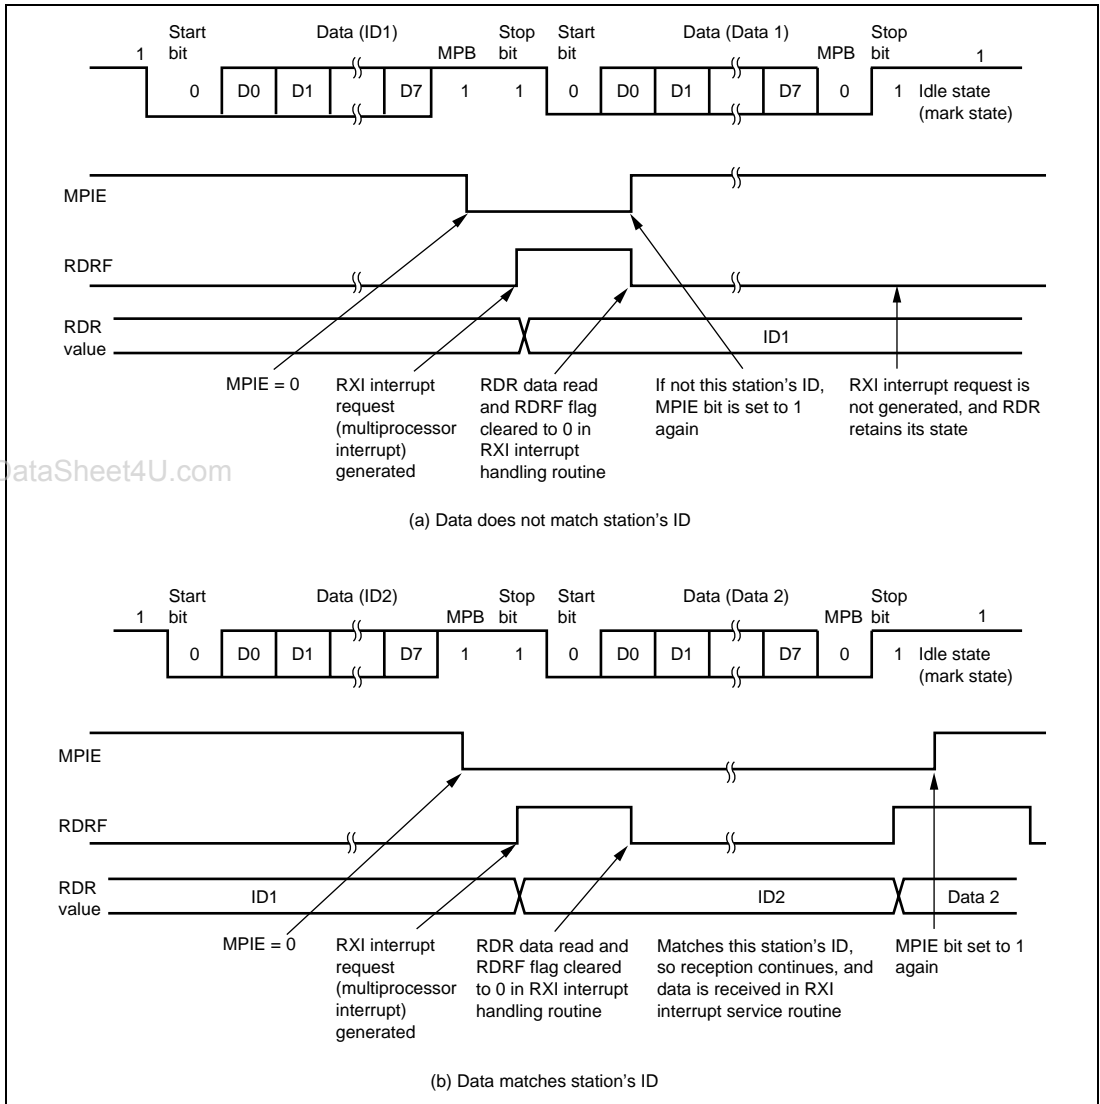 Start bit Data (ID1) MPB Stop bit Start bit Data (Data 1) MPB Stop bit
1 1
0 D0 D1 D7 1 1 0 D0 D1 D7 0 1 Idle state (mark state)
MPIE
RDRF
RDR value
ID1
MPIE = 0
RXI interrupt
request
(multiprocessor
interrupt)
generated
RDR data read
and RDRF flag
cleared to 0 in
RXI interrupt
handling routine
If not this station's ID,
MPIE bit is set to 1
again
RXI interrupt request is
not generated, and RDR
retains its state
DataSheet4U.com
(a) Data does not match station's ID
Start bit Data (ID2) MPB Stop bit Start bit Data (Data 2) MPB Stop bit
1 1
0 D0 D1 D7 1 1 0 D0 D1 D7 0 1 Idle state (mark state)
MPIE
RDRF
RDR value
ID1 ID2 Data 2
MPIE = 0
RXI interrupt
request
(multiprocessor
interrupt)
generated
RDR data read and
RDRF flag cleared
to 0 in RXI interrupt
handling routine
Matches this station's ID,
so reception continues, and
data is received in RXI
interrupt service routine
MPIE bit set to 1
again
(b) Data matches station's ID